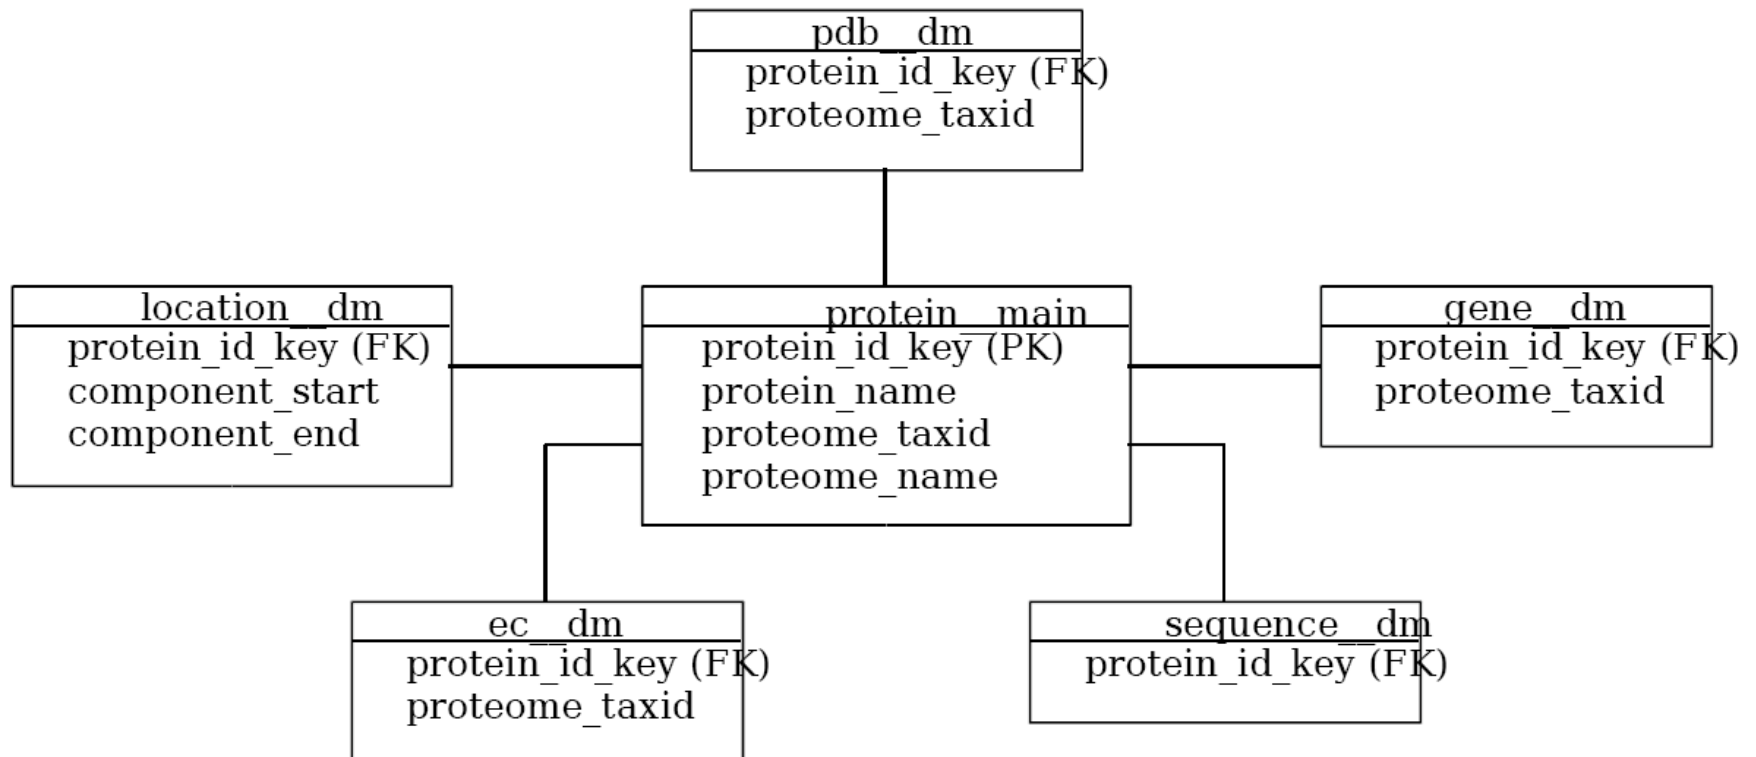 pdb__dm
protein_id_key (FK)
proteome_taxid
location__dm
protein_id_key (FK)
component_start
component_end
protein__main
protein_id_key (PK)
protein_name
proteome_taxid
proteome_name
gene__dm
protein_id_key (FK)
proteome_taxid
ec__dm
protein_id_key (FK)
proteome_taxid
sequence__dm
protein_id_key (FK)